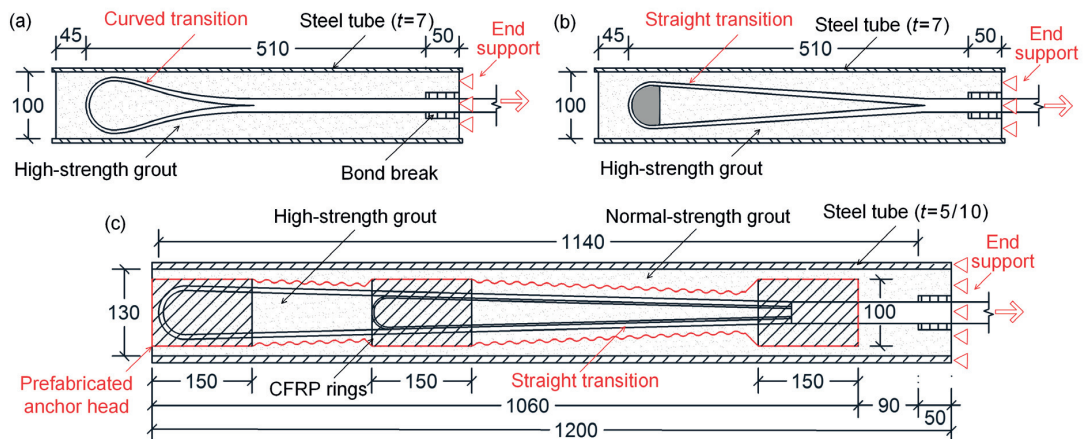 (a)
Curved transition
Steel tube (t=7)
45
510
50
End support
100
High-strength grout
Bond break
(b)
Straight transition
Steel tube (t=7)
45
510
50
End support
100
High-strength grout
(c)
High-strength grout
Normal-strength grout
Steel tube (t=5/10)
1140
End support
130
100
Prefabricated anchor head
150
CFRP rings
150
Straight transition
150
1060
90
50
1200